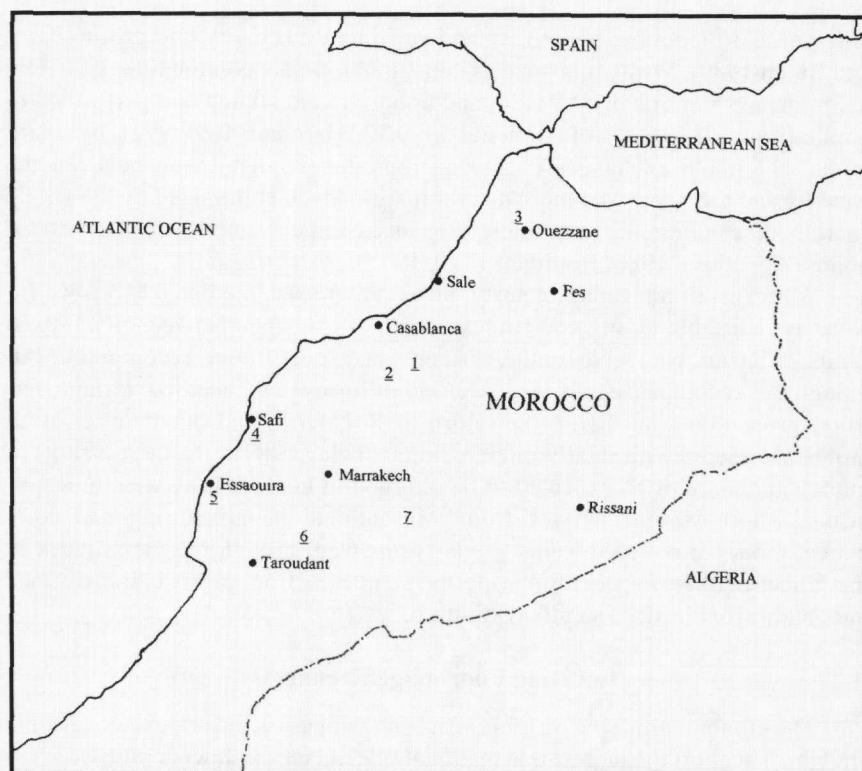 SPAIN
MEDITERRANEAN SEA
3
ATLANTIC OCEAN
Ouezzane
Sale
Fes
Casablanca
1
2
MOROCCO
Safi
4
Marrakech
Essaouira
5
Rissani
7
6
Taroudant
ALGERIA